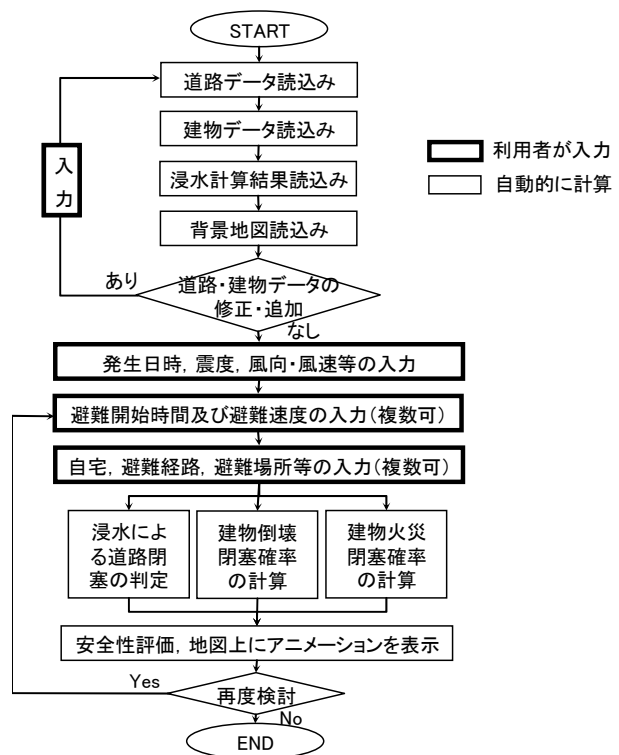 START
道路データ読込み
建物データ読込み
浸水計算結果読込み
背景地図読込み
入
力
利用者が入力
自動的に計算
あり
道路・建物データの
修正・追加
なし
発生日時，震度，風向・風速等の入力
避難開始時間及び避難速度の入力（複数可）
自宅，避難経路，避難場所等の入力（複数可）
浸水によ
る道路閉
塞の判定
建物倒壊
閉塞確率
の計算
建物火災
閉塞確率
の計算
安全性評価，地図上にアニメーションを表示
Yes
再度検討
No
END